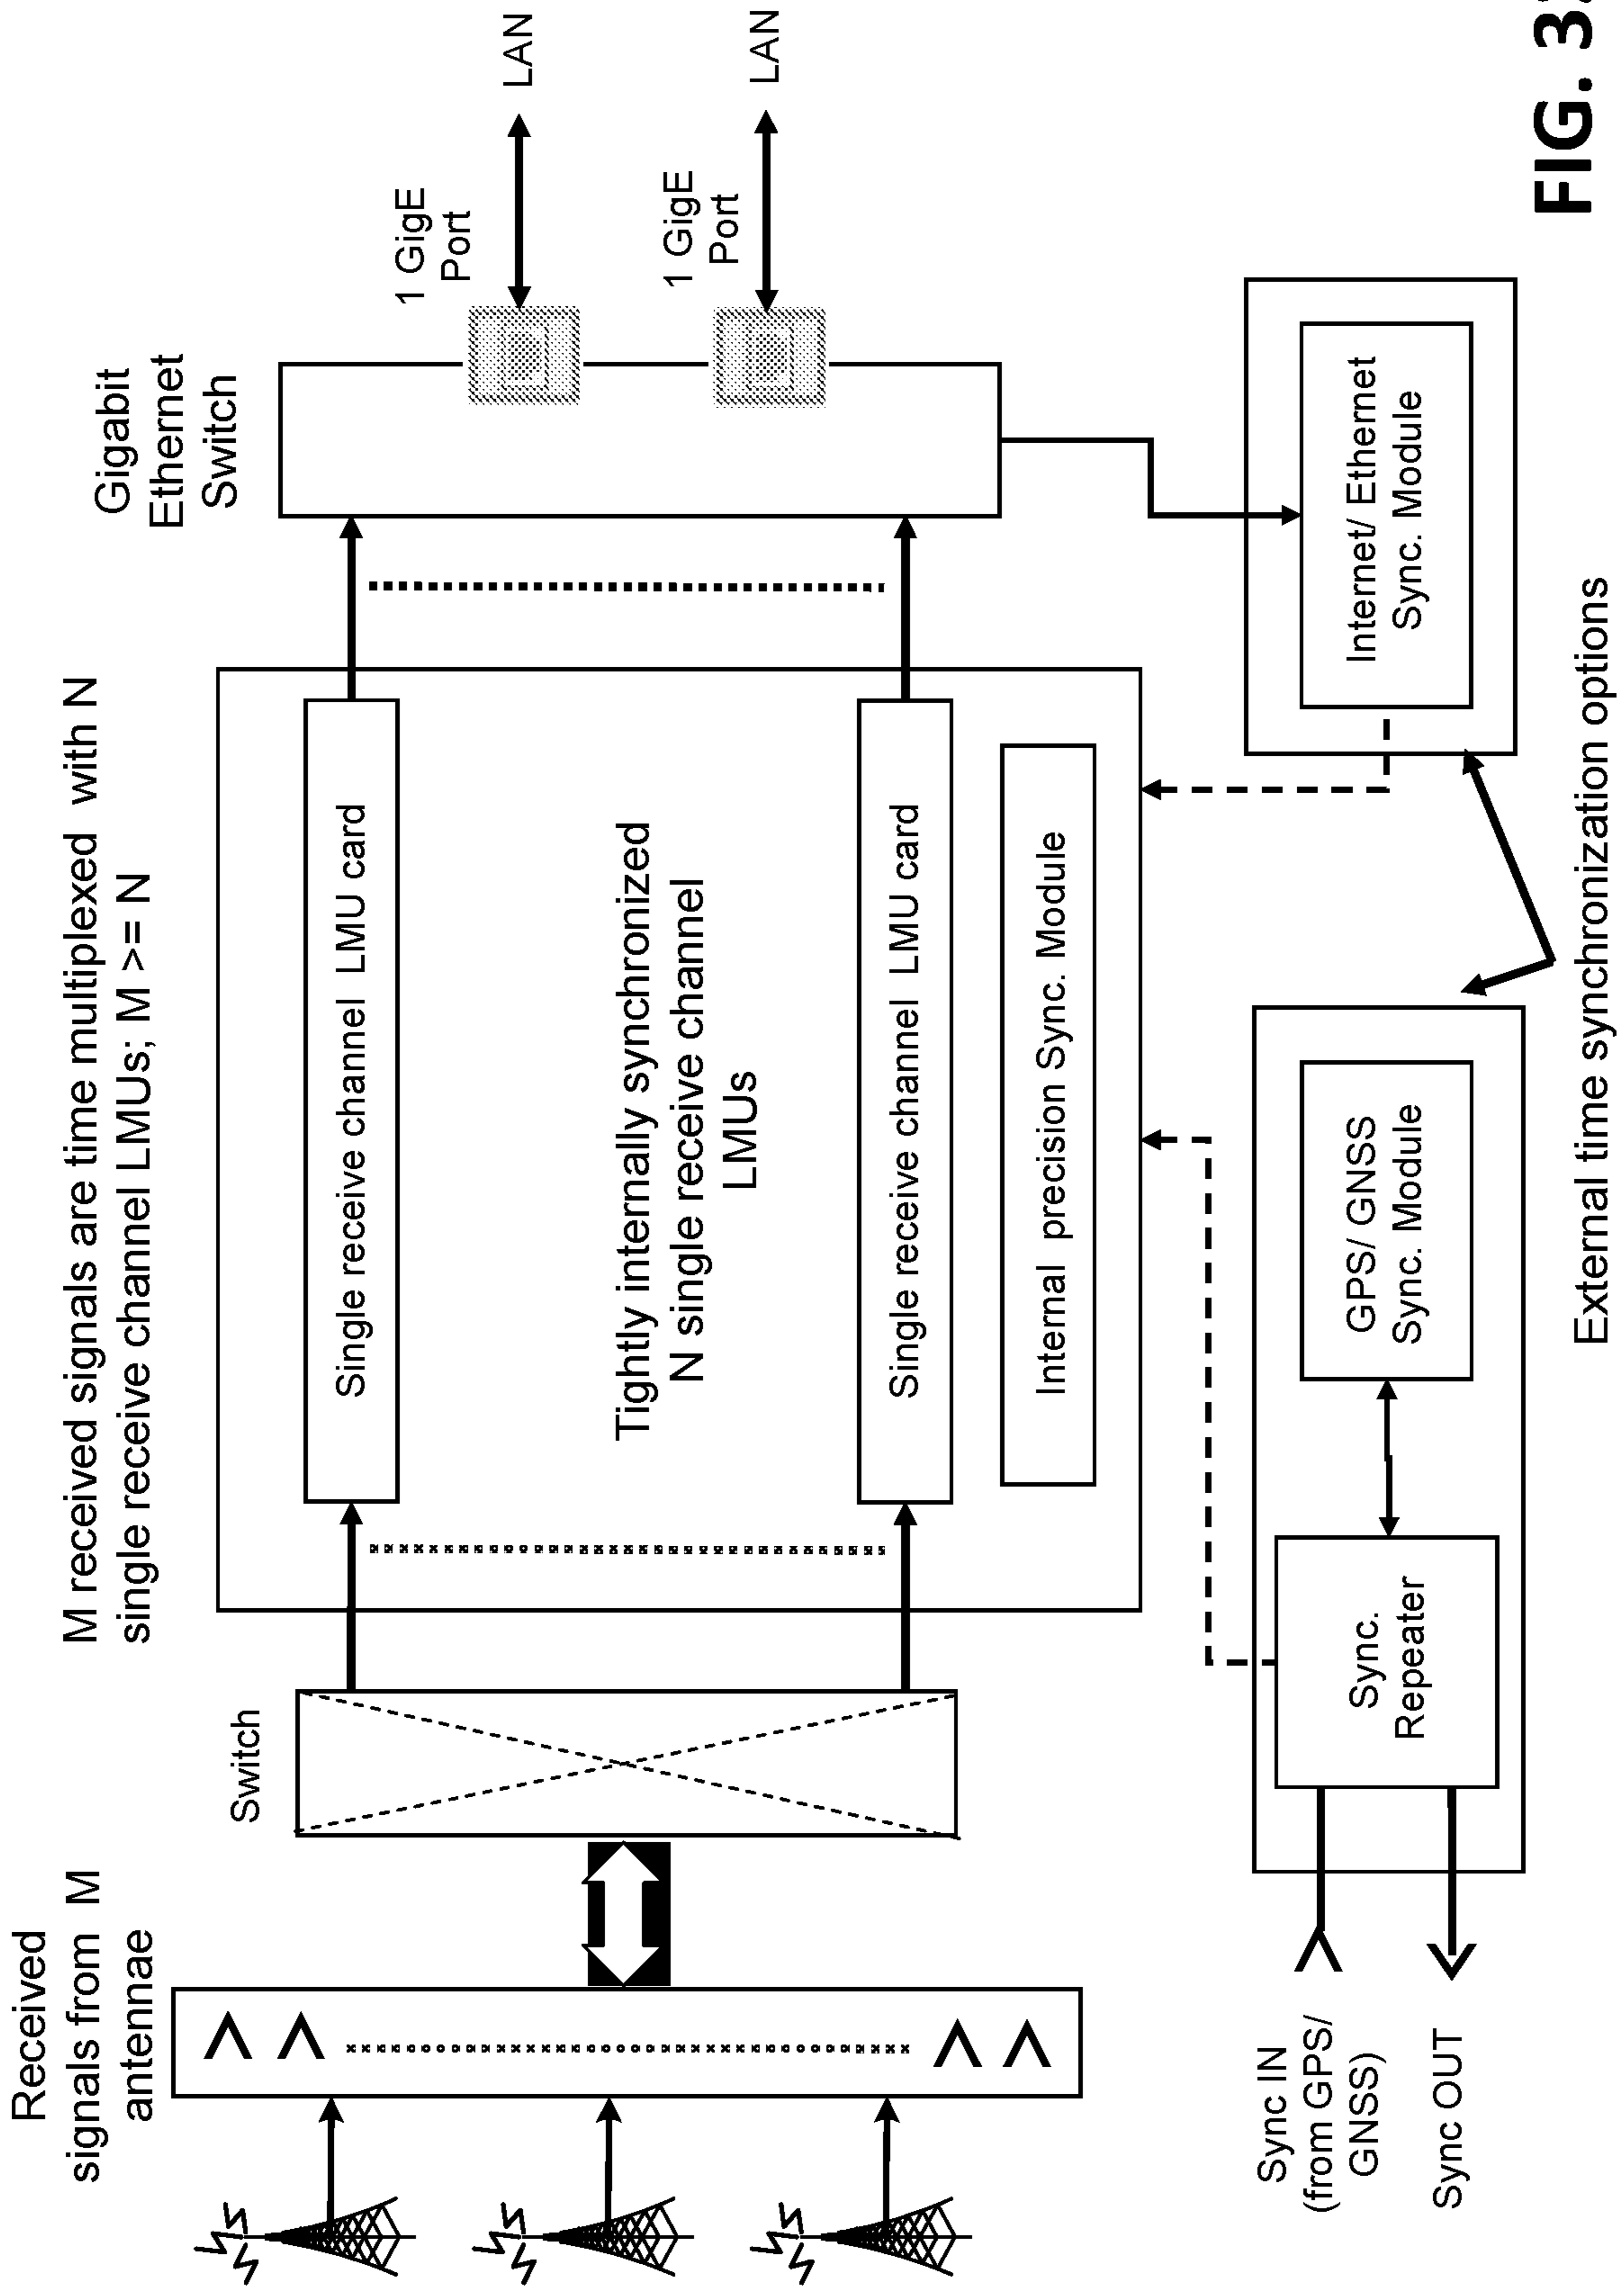 Received
signals from M
antennae
M received signals are time multiplexed with N
single receive channel LMUs; M >= N
Gigabit
Ethernet
Switch
Switch
Single receive channel LMU card
Tightly internally synchronized
N single receive channel
LMUs
Single receive channel LMU card
Internal precision Sync. Module
1 GigE
Port
LAN
1 GigE
Port
LAN
Sync IN
(from GPS/
GNSS)
Sync OUT
Sync.
Repeater
GPS/ GNSS
Sync. Module
Internet/ Ethernet
Sync. Module
External time synchronization options
FIG.